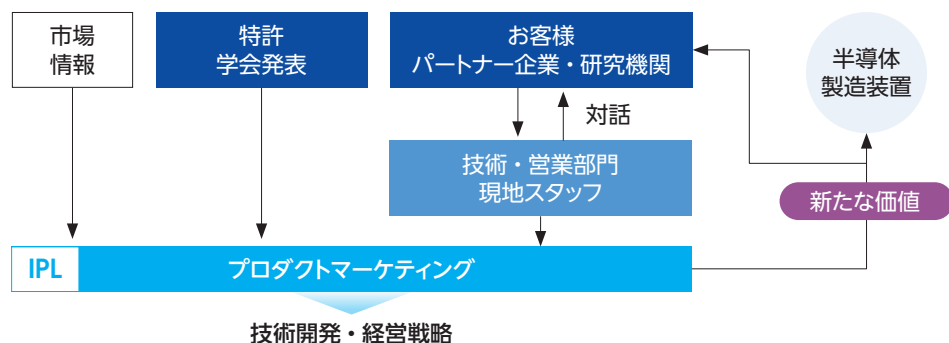 市場
情報
特許
学会発表
お客様
パートナー企業・研究機関
半導体
製造装置
対話
技術・営業部門
現地スタッフ
新たな価値
IPL
プロダクトマーケティング
技術開発・経営戦略